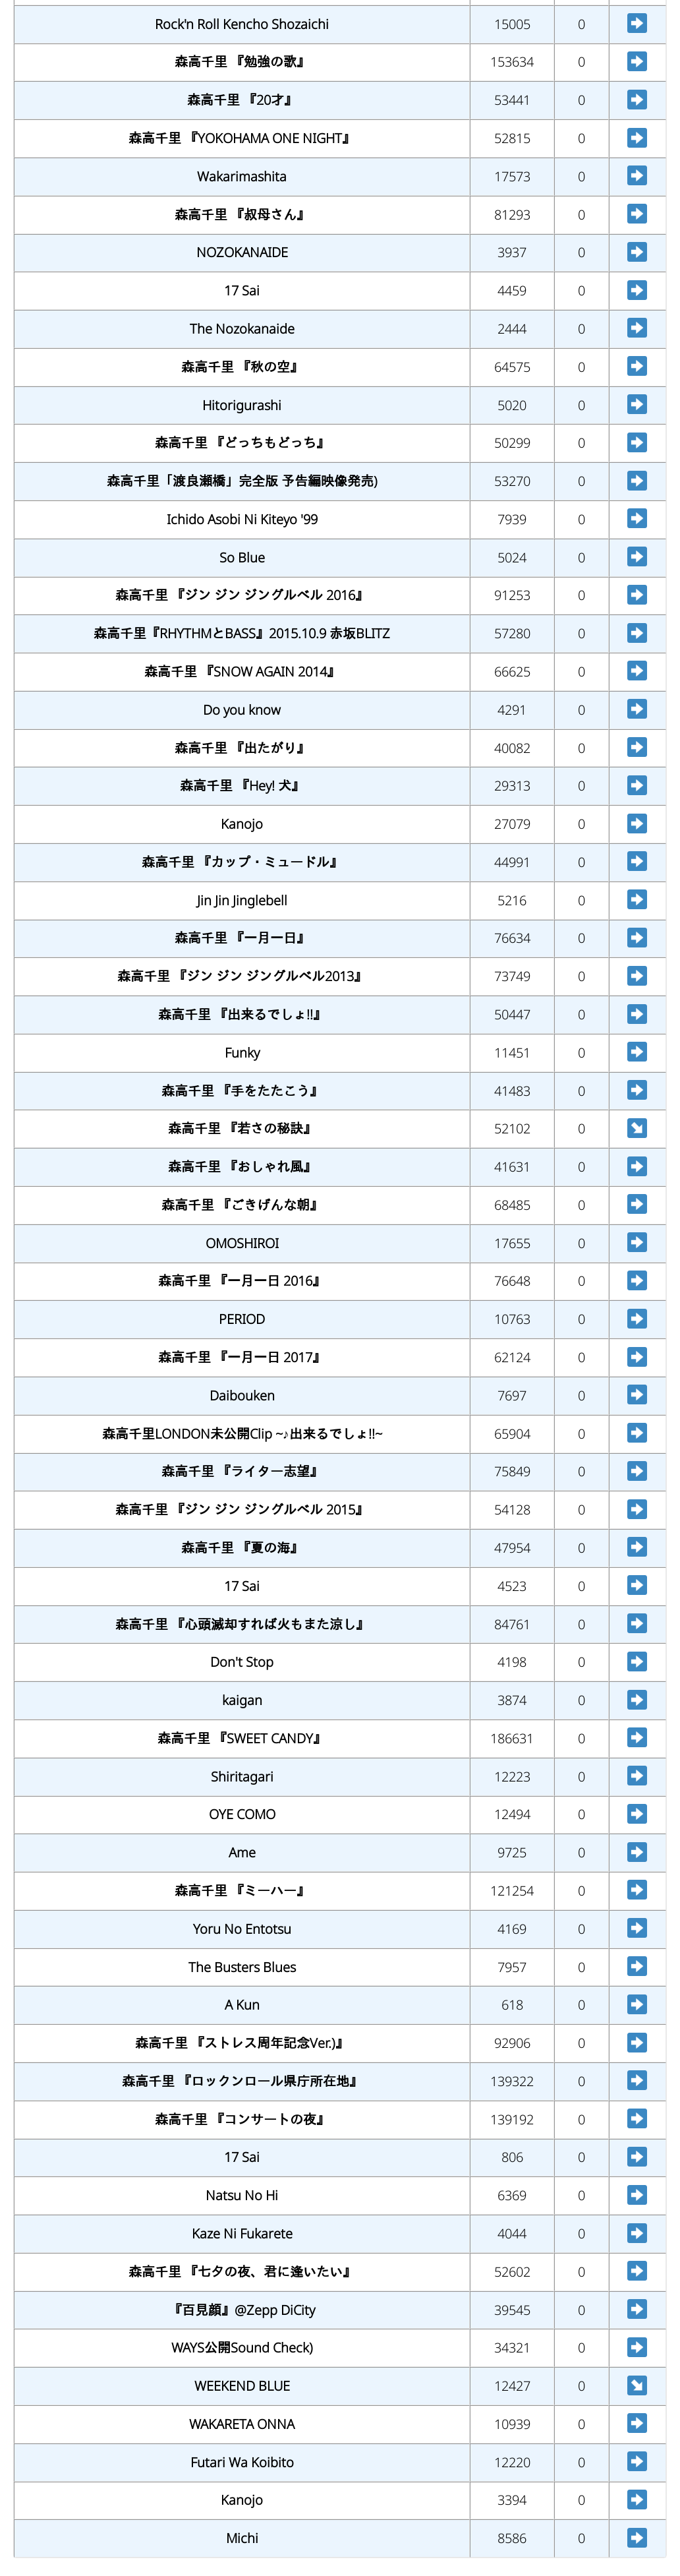 Rock'n Roll Kencho Shozaichi 15005 0
森高千里 『勉強の歌』 153634 0
森高千里 『20才』 53441 0
森高千里 『YOKOHAMA ONE NIGHT』 52815 0
Wakarimashita 17573 0
森高千里 『叔母さん』 81293 0
NOZOKANAIDE 3937 0
17 Sai 4459 0
The Nozokanaide 2444 0
森高千里 『秋の空』 64575 0
Hitorigurashi 5020 0
森高千里 『どっちもどっち』 50299 0
森高千里「渡良瀬橋」完全版 予告編映像発売) 53270 0
Ichido Asobi Ni Kiteyo '99 7939 0
So Blue 5024 0
森高千里 『ジン ジン ジングルベル 2016』 91253 0
森高千里『RHYTHMとBASS』2015.10.9 赤坂BLITZ 57280 0
森高千里 『SNOW AGAIN 2014』 66625 0
Do you know 4291 0
森高千里 『出たがり』 40082 0
森高千里 『Hey! 犬』 29313 0
Kanojo 27079 0
森高千里 『カップ・ミュードル』 44991 0
Jin Jin Jinglebell 5216 0
森高千里 『一月一日』 76634 0
森高千里 『ジン ジン ジングルベル2013』 73749 0
森高千里 『出来るでしょ!!』 50447 0
Funky 11451 0
森高千里 『手をたたこう』 41483 0
森高千里 『若さの秘訣』 52102 0
森高千里 『おしゃれ風』 41631 0
森高千里 『ごきげんな朝』 68485 0
OMOSHIROI 17655 0
森高千里 『一月一日 2016』 76648 0
PERIOD 10763 0
森高千里 『一月一日 2017』 62124 0
Daibouken 7697 0
森高千里LONDON未公開Clip ~♪出来るでしょ!!~ 65904 0
森高千里 『ライター志望』 75849 0
森高千里 『ジン ジン ジングルベル 2015』 54128 0
森高千里 『夏の海』 47954 0
17 Sai 4523 0
森高千里 『心頭滅却すれば火もまた涼し』 84761 0
Don't Stop 4198 0
kaigan 3874 0
森高千里 『SWEET CANDY』 186631 0
Shiritagari 12223 0
OYE COMO 12494 0
Ame 9725 0
森高千里 『ミーハー』 121254 0
Yoru No Entotsu 4169 0
The Busters Blues 7957 0
A Kun 618 0
森高千里 『ストレス周年記念Ver.)』 92906 0
森高千里 『ロックンロール県庁所在地』 139322 0
森高千里 『コンサートの夜』 139192 0
17 Sai 806 0
Natsu No Hi 6369 0
Kaze Ni Fukarete 4044 0
森高千里 『七夕の夜、君に逢いたい』 52602 0
『百見顔』@Zepp DiCity 39545 0
WAYS公開Sound Check) 34321 0
WEEKEND BLUE 12427 0
WAKARETA ONNA 10939 0
Futari Wa Koibito 12220 0
Kanojo 3394 0
Michi 8586 0